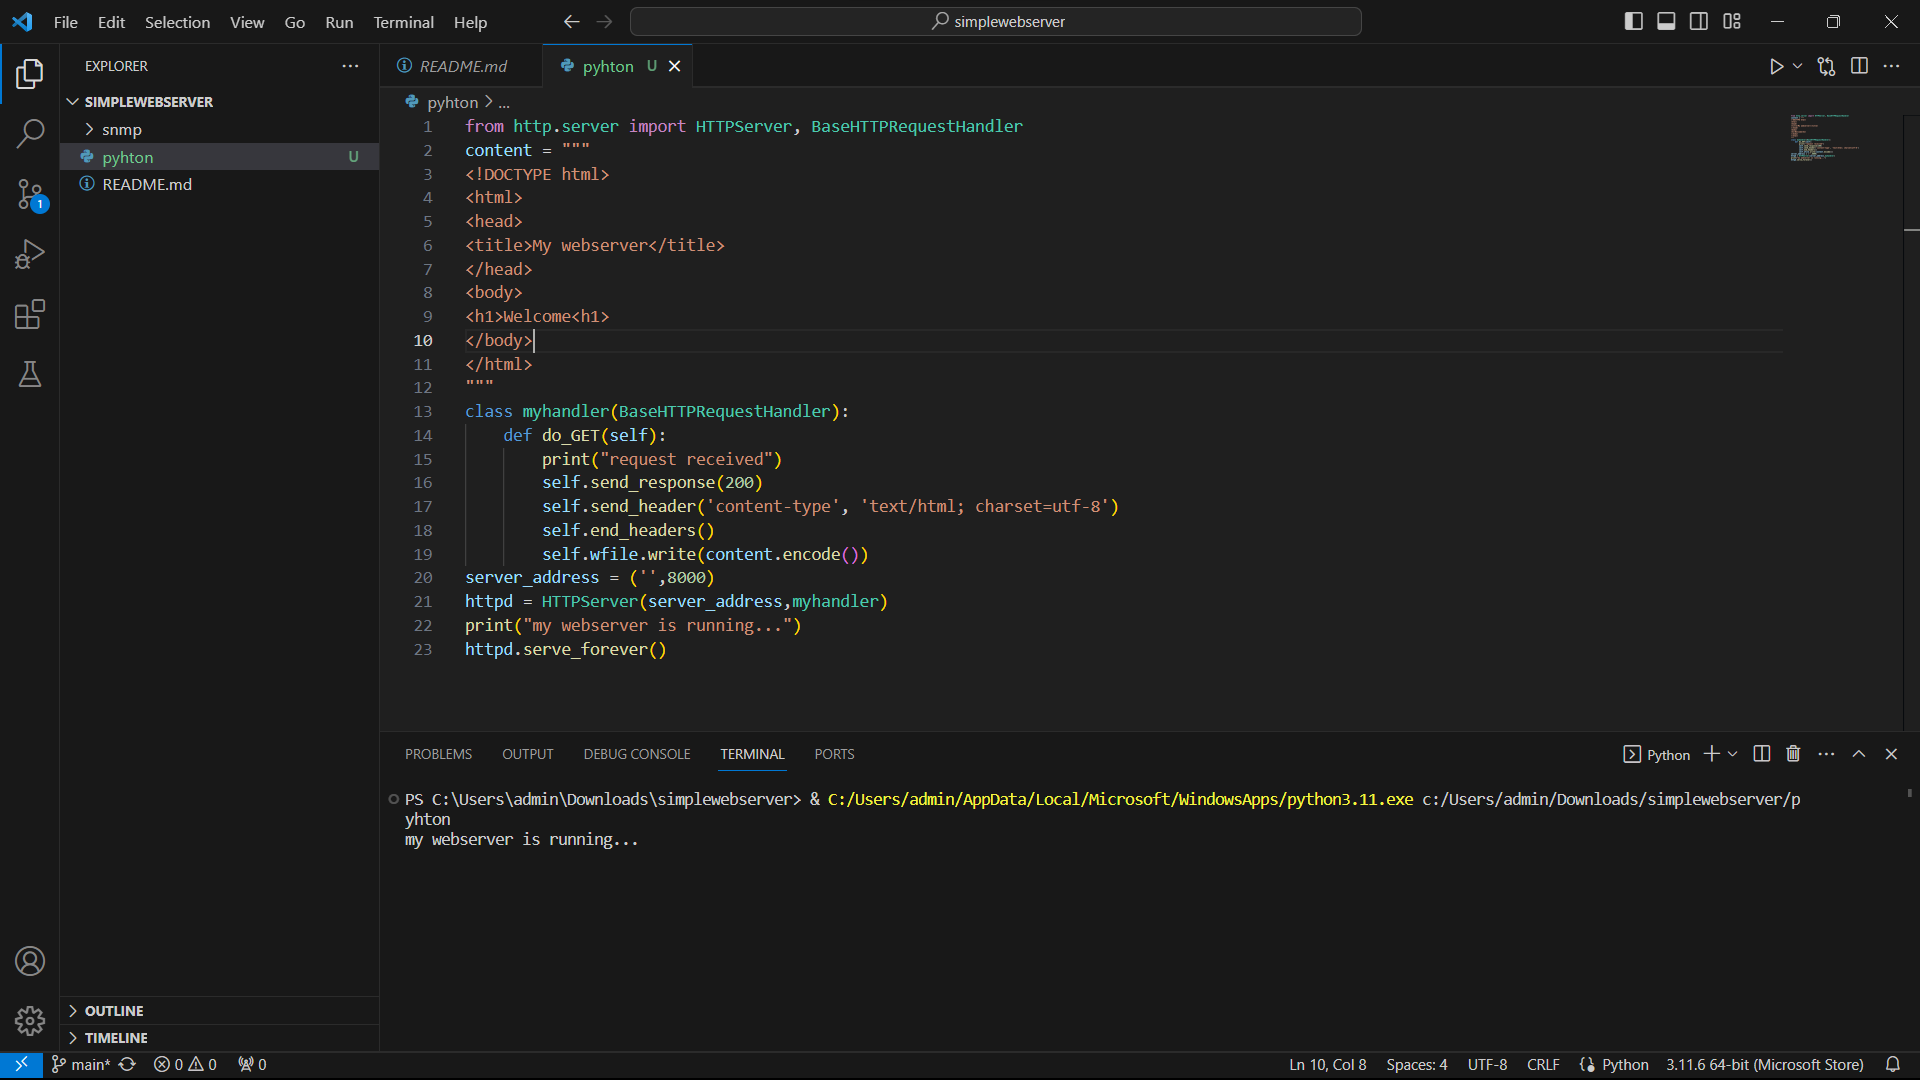 File Edit Selection View Go Run Terminal Help
simplewebserver
EXPLORER
SIMPLEWEBSERVER
snmp
pyhton U
README.md
1
OUTLINE
TIMELINE
README.md
pyhton U
pyhton > ...
1 from http.server import HTTPServer, BaseHTTPRequestHandler
2 content = """
3 <!DOCTYPE html>
4 <html>
5 <head>
6 <title>My webserver</title>
7 </head>
8 <body>
9 <h1>Welcome<h1>
10 </body>
11 </html>
12 """
13 class myhandler(BaseHTTPRequestHandler):
14 def do_GET(self):
15 print("request received")
16 self.send_response(200)
17 self.send_header('content-type', 'text/html; charset=utf-8')
18 self.end_headers()
19 self.wfile.write(content.encode())
20 server_address = ('',8000)
21 httpd = HTTPServer(server_address,myhandler)
22 print("my webserver is running...")
23 httpd.serve_forever()
PROBLEMS OUTPUT DEBUG CONSOLE TERMINAL PORTS
Python
PS C:\Users\admin\Downloads\simplewebserver> & C:/Users/admin/AppData/Local/Microsoft/WindowsApps/python3.11.exe c:/Users/admin/Downloads/simplewebserver/p
yhton
my webserver is running...
main* 0 0 0
Ln 10, Col 8 Spaces: 4 UTF-8 CRLF Python 3.11.6 64-bit (Microsoft Store)